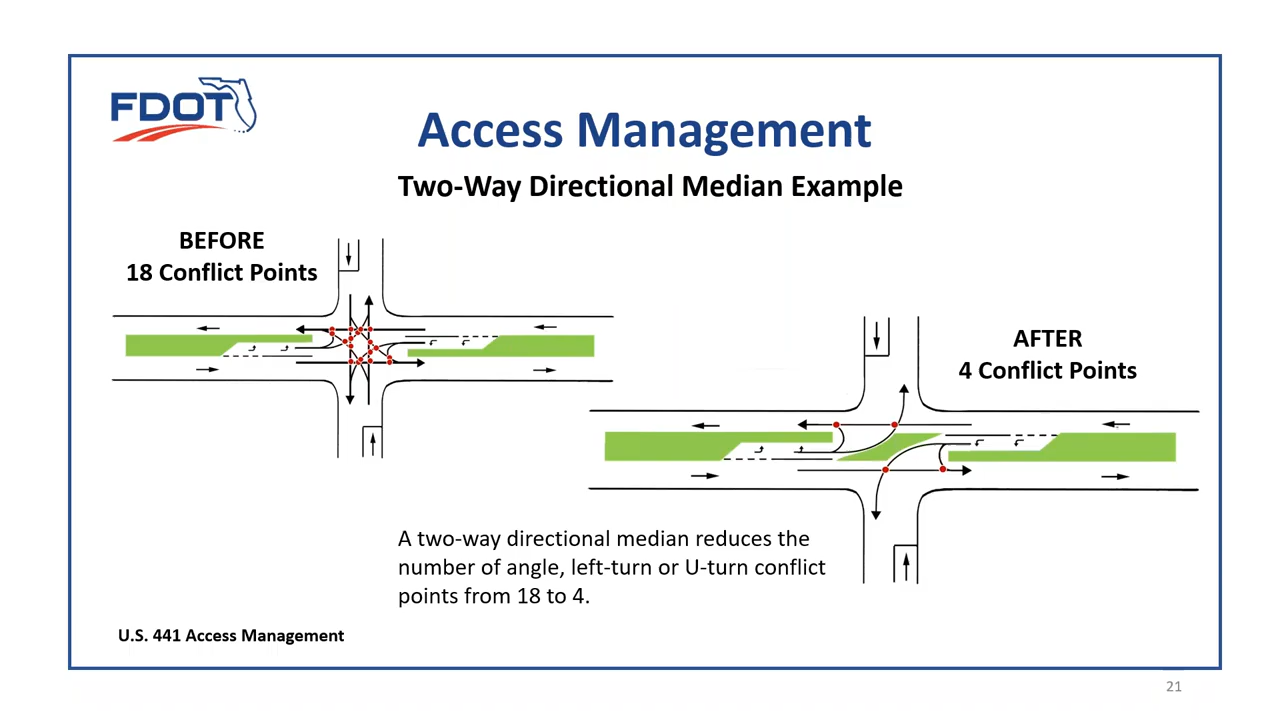 FDOT
Access Management
Two-Way Directional Median Example
BEFORE
18 Conflict Points
AFTER
4 Conflict Points
A two-way directional median reduces the
number of angle, left-turn or U-turn conflict
points from 18 to 4.
U.S. 441 Access Management
21